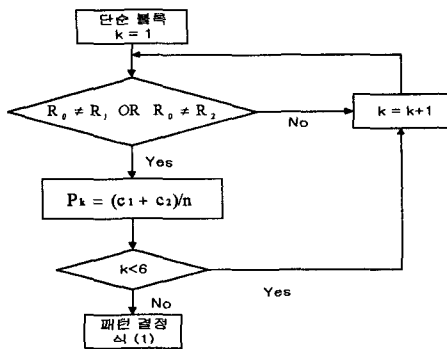 단순 블록
k = 1
R₀ ≠ R₁ OR R₀ ≠ R₂
No
k = k+1
Yes
Pₖ = (c₁ + c₂)/n
k<6
No
Yes
패턴 결정
식 (1)